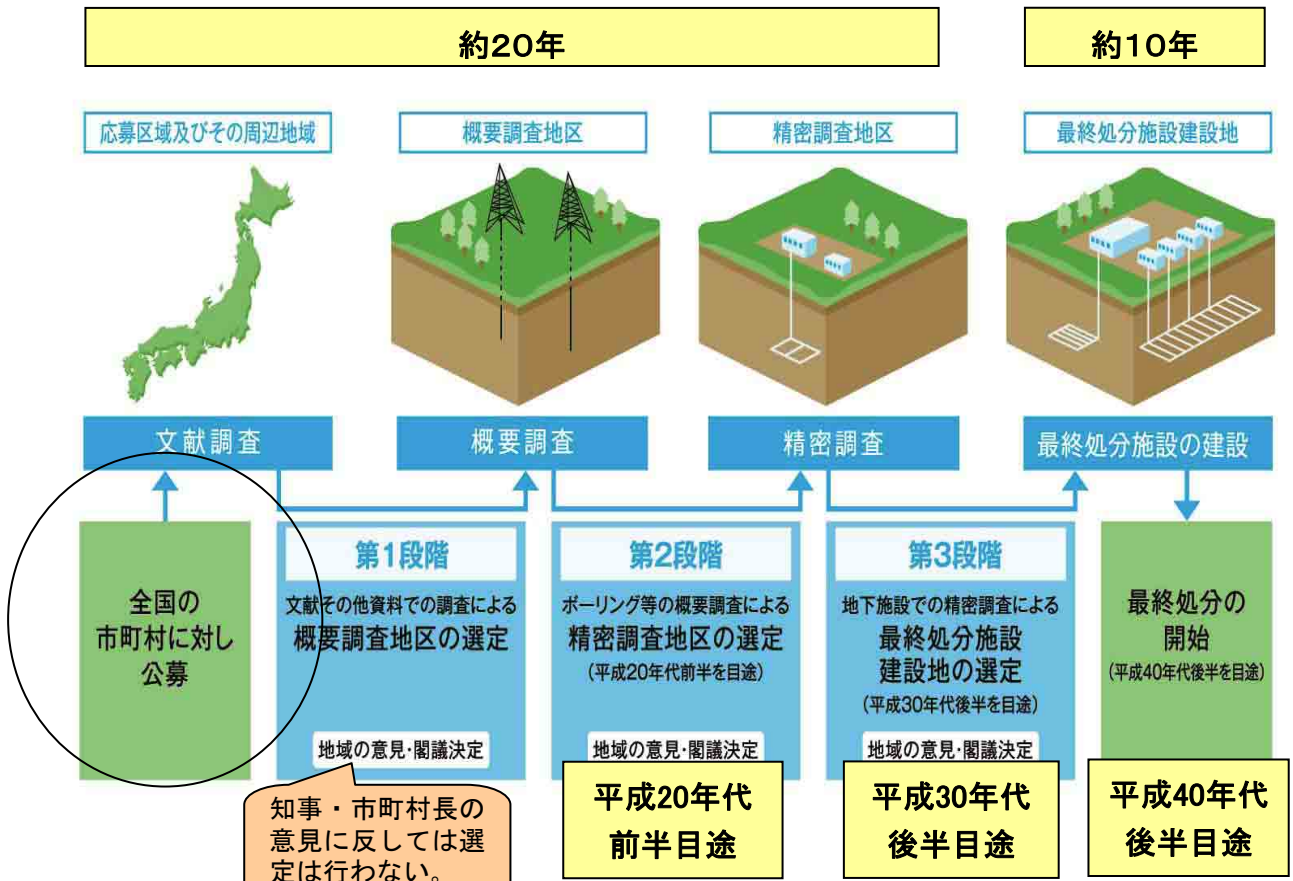 約20年
約10年
応募区域及びその周辺地域
概要調査地区
精密調査地区
最終処分施設建設地
文献調査
概要調査
精密調査
最終処分施設の建設
全国の
市町村に対し
公募
第1段階
文献その他資料での調査による
概要調査地区の選定
地域の意見・閣議決定
第2段階
ボーリング等の概要調査による
精密調査地区の選定
(平成20年代前半を目途)
地域の意見・閣議決定
第3段階
地下施設での精密調査による
最終処分施設
建設地の選定
(平成30年代後半を目途)
地域の意見・閣議決定
最終処分の
開始
(平成40年代後半を目途)
知事・市町村長の
意見に反しては選
定は行わない。
平成20年代
前半目途
平成30年代
後半目途
平成40年代
後半目途